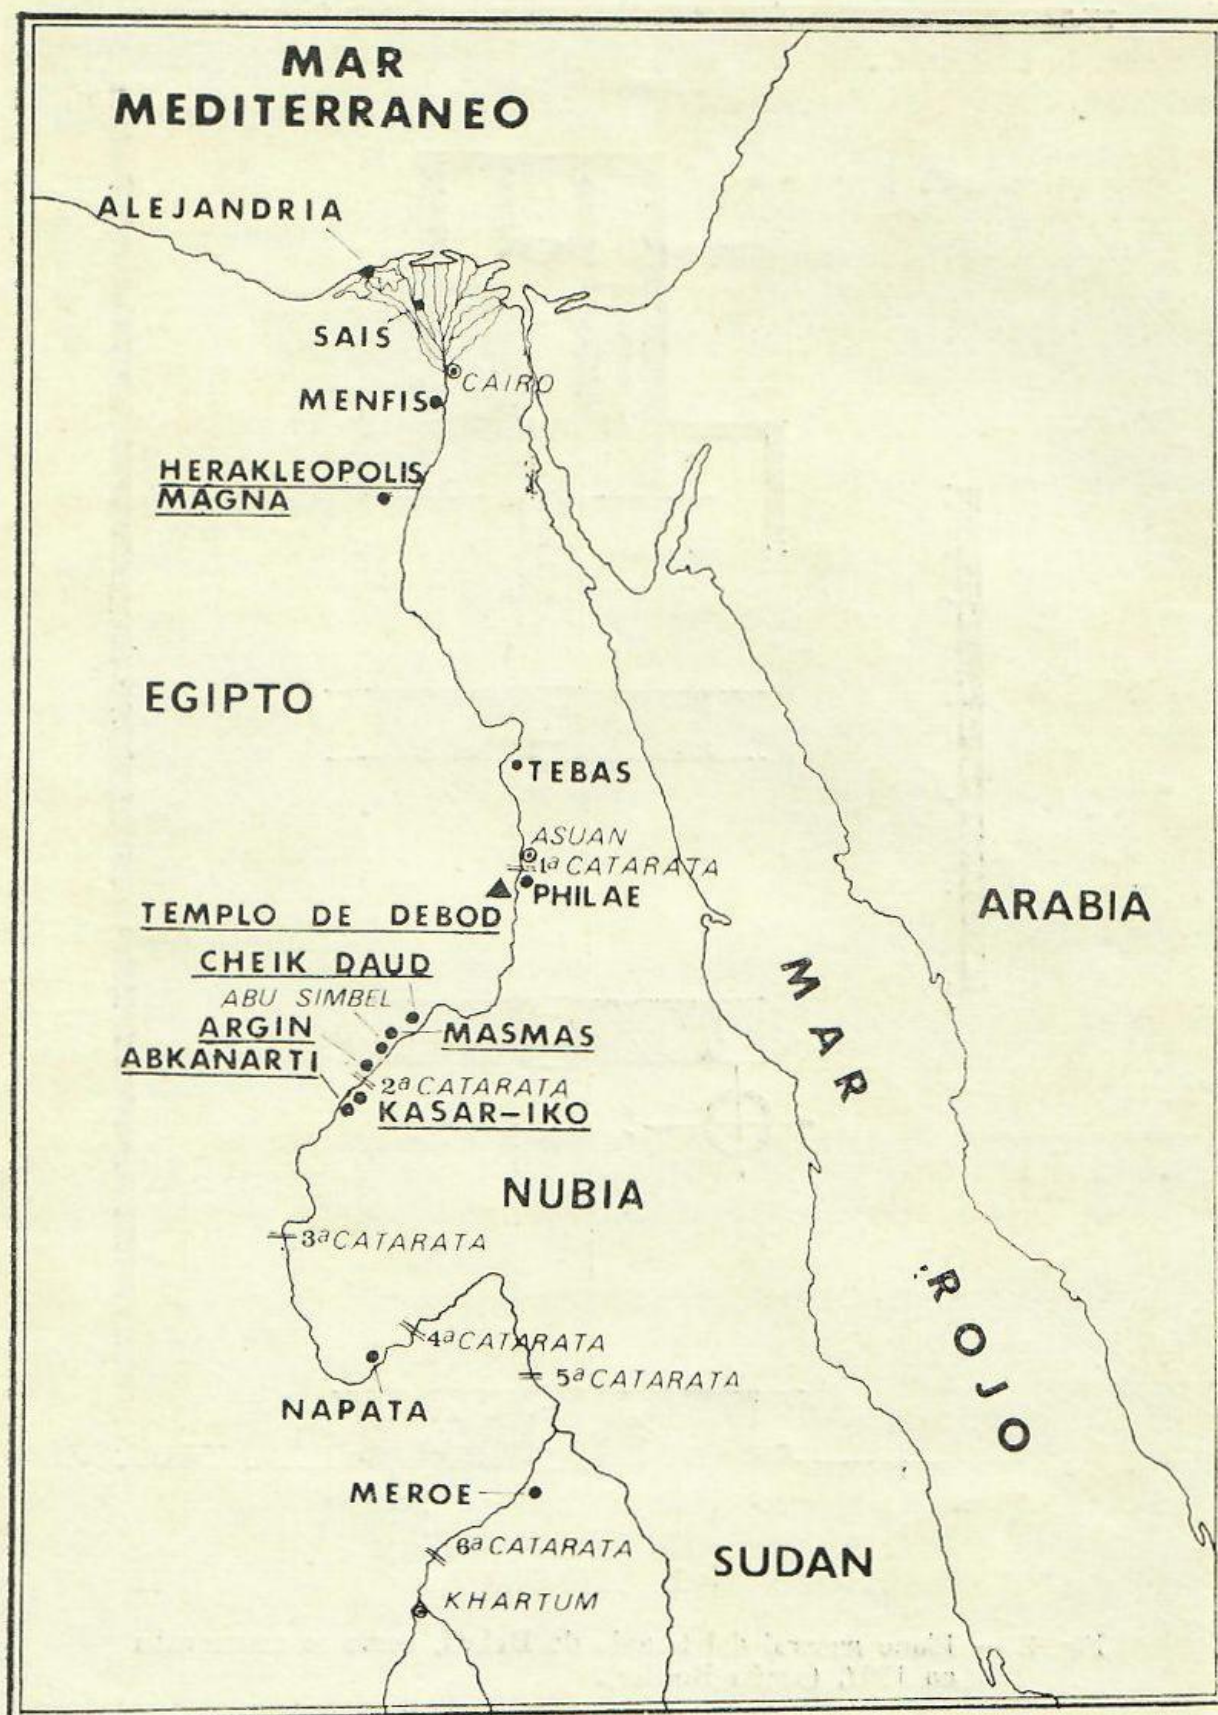 MAR
MEDITERRANEO
ALEJANDRIA
SAIS
CAIRO
MENFIS
HERAKLEOPOLIS
MAGNA
EGIPTO
TEBAS
ASUAN
1ª CATARATA
PHILAE
TEMPLO DE DEBOD
ARABIA
CHEIK DAUD
ABU SIMBEL
ARGIN
MASMAS
ABKANARTI
2ª CATARATA
KASAR-IKO
MAR
NUBIA
3ª CATARATA
ROJO
4ª CATARATA
5ª CATARATA
NAPATA
MEROE
6ª CATARATA
SUDAN
KHARTUM